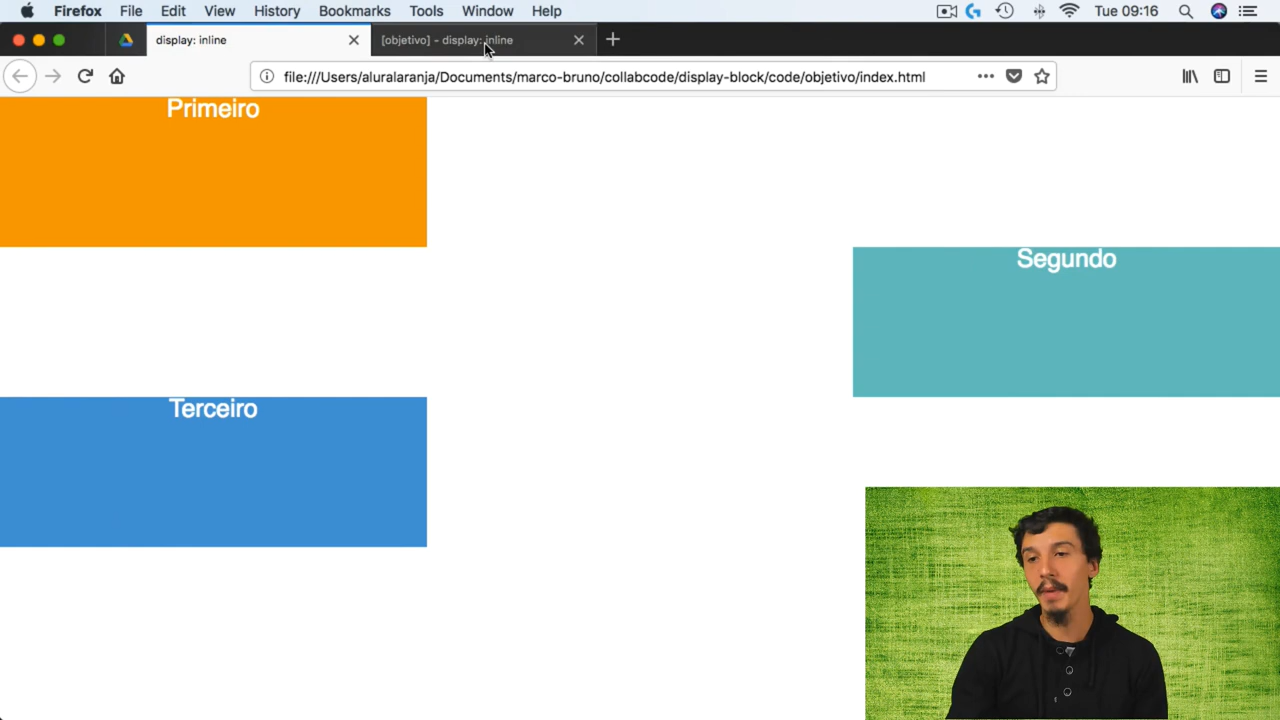 Firefox File Edit View History Bookmarks Tools Window Help Tue 09:16
display: inline [objetivo] - display: inline
file:///Users/aluralaranja/Documents/marco-bruno/collabcode/display-block/code/objetivo/index.html
Primeiro
Segundo
Terceiro